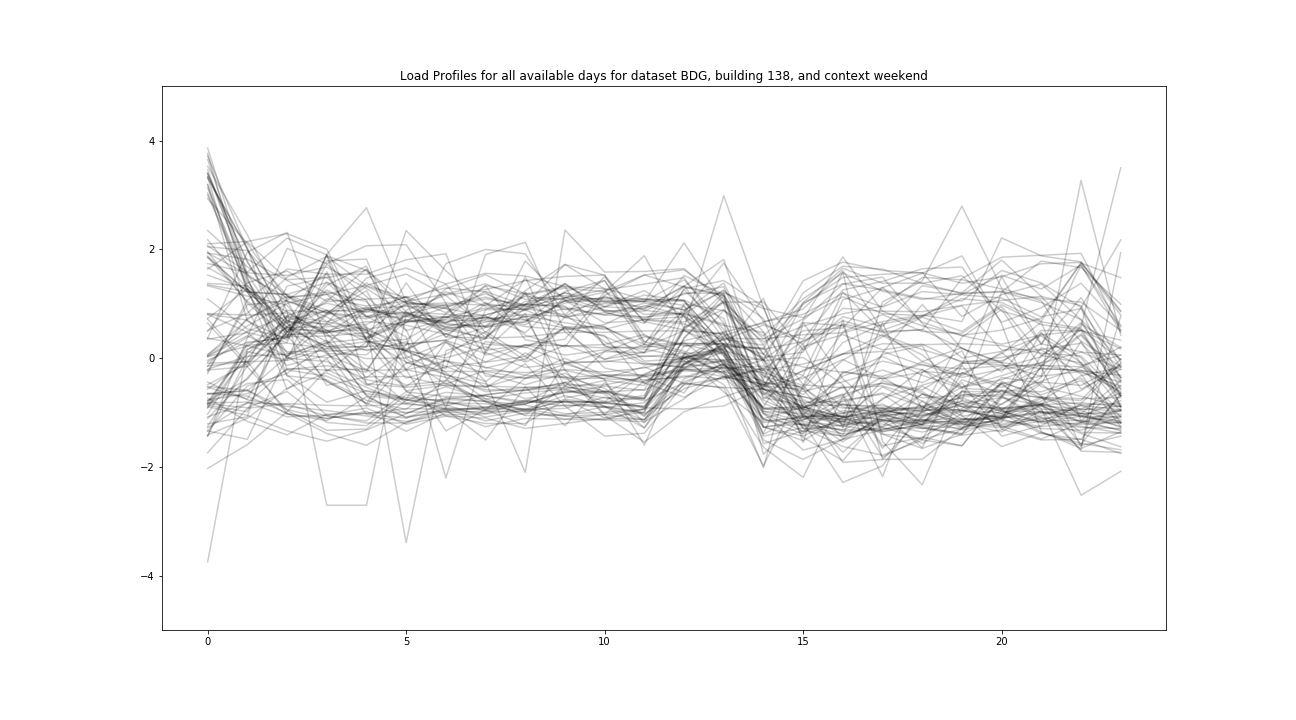 Load Profiles for all available days for dataset BDG, building 138, and context weekend
4
2
0
−2
−4
0 5 10 15 20